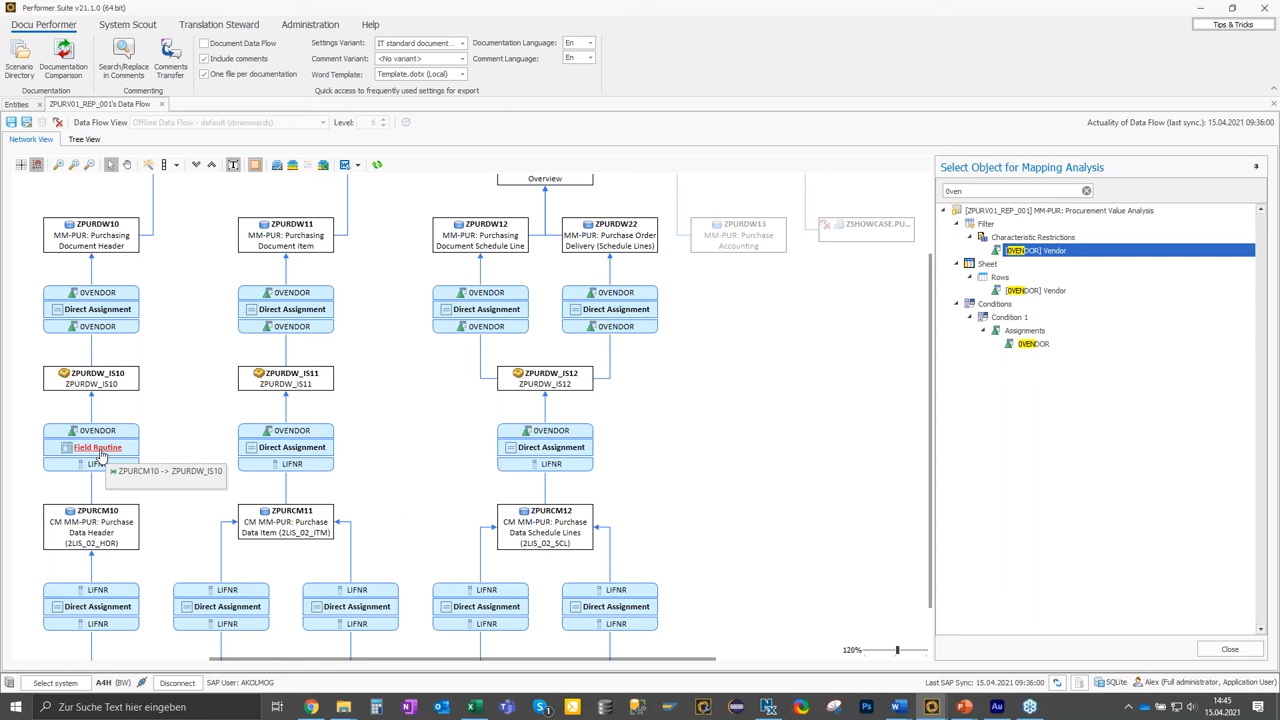 Performer Suite v21.1.0 (Default)
Docu Performer System Scout Translation Steward Administration Help
Tips & Tricks
Scenario Directory
Documentation Comparison
Search/Replace in Comments
Comments Transfer
Document Data Flow
Include comments
One file per documentation
Settings Variant: IT standard document...
Comment Variant: <No variant>
Word Template: Template.dotx (Local)
Documentation Language: En
Comment Language: En
Documentation
Commenting
Quick access to frequently used settings for export
Entities
ZPURV01_REP_001's Data Flow
Data Flow View Offline Data Flow - default (downwards) Level: 6
Actuality of Data Flow (last sync.): 15.04.2021 09:36:00
Network View Tree View
Overview
ZPURDW10
MM-PUR: Purchasing
Document Header
ZPURDW11
MM-PUR: Purchasing
Document Item
ZPURDW12
MM-PUR: Purchasing
Document Schedule Line
ZPURDW22
MM-PUR: Purchase Order
Delivery (Schedule Lines)
ZPURDW13
MM-PUR: Purchase
Accounting
ZSHOWCASE.PU...
0VENDOR
Direct Assignment
0VENDOR
0VENDOR
Direct Assignment
0VENDOR
0VENDOR
Direct Assignment
0VENDOR
0VENDOR
Direct Assignment
0VENDOR
ZPURDW_IS10
ZPURDW_IS10
ZPURDW_IS11
ZPURDW_IS11
ZPURDW_IS12
ZPURDW_IS12
0VENDOR
Field Routine
LIFNR
ZPURCM10 -> ZPURDW_IS10
0VENDOR
Direct Assignment
LIFNR
0VENDOR
Direct Assignment
LIFNR
ZPURCM10
CM MM-PUR: Purchase
Data Header
(2LIS_02_HDR)
ZPURCM11
CM MM-PUR: Purchase
Data Item (2LIS_02_ITM)
ZPURCM12
CM MM-PUR: Purchase
Data Schedule Lines
(2LIS_02_SCL)
LIFNR
Direct Assignment
LIFNR
LIFNR
Direct Assignment
LIFNR
LIFNR
Direct Assignment
LIFNR
LIFNR
Direct Assignment
LIFNR
LIFNR
Direct Assignment
LIFNR
120%
Select Object for Mapping Analysis
0ven
[ZPURV01_REP_001] MM-PUR: Procurement Value Analysis
Filter
Characteristic Restrictions
[0VENDOR] Vendor
Sheet
Rows
[0VENDOR] Vendor
Conditions
Condition 1
Assignments
0VENDOR
Close
Select system A4H (BW) Disconnect SAP User: AKOLMOG
Last SAP Sync: 15.04.2021 09:36:00 SQLite Alex (Full administrator, Application User)
Zur Suche Text hier eingeben
14:45
15.04.2021